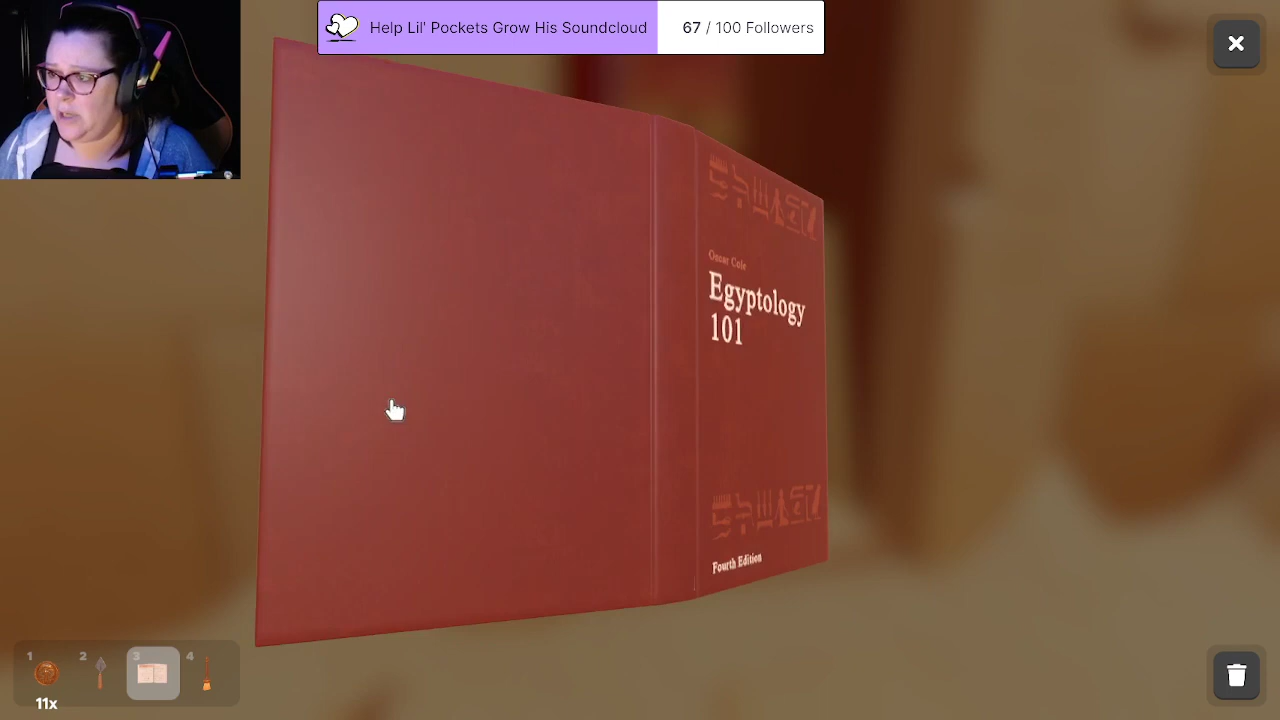 Help Lil' Pockets Grow His Soundcloud 67 / 100 Followers
Oscar Cole
Egyptology
101
Fourth Edition
1 2 3 4
11x